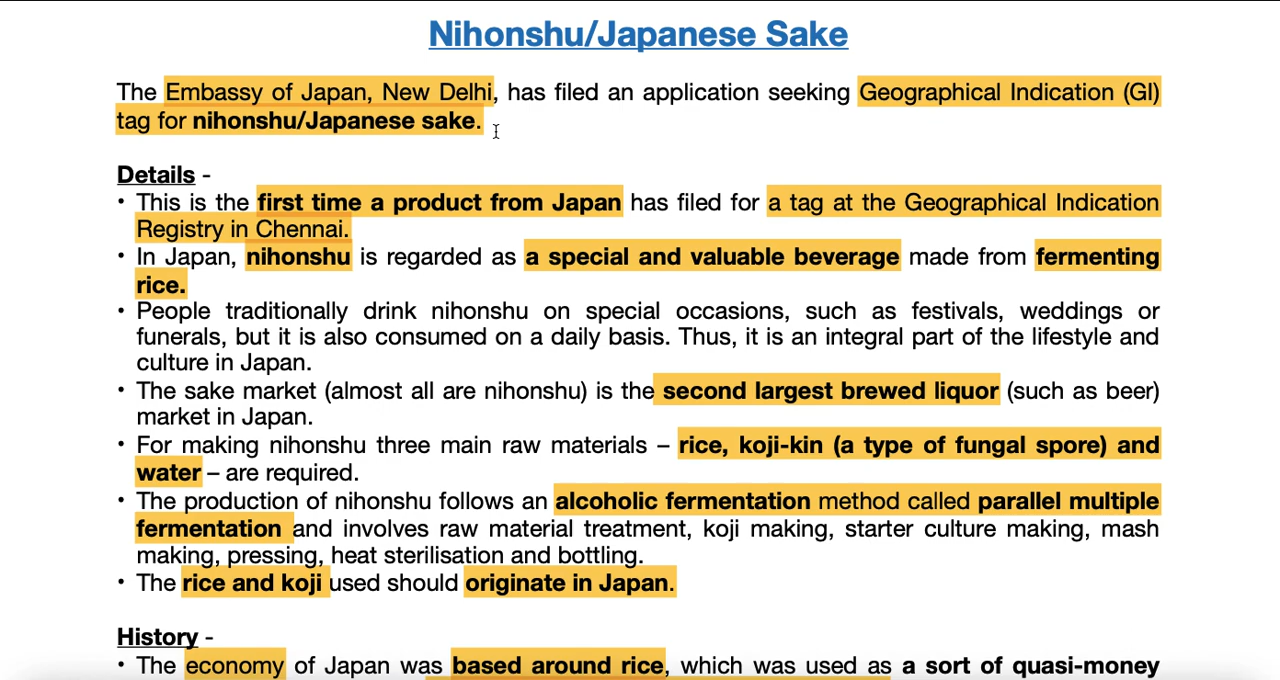 Nihonshu/Japanese Sake
The Embassy of Japan, New Delhi, has filed an application seeking Geographical Indication (GI)
tag for nihonshu/Japanese sake.
Details -
• This is the first time a product from Japan has filed for a tag at the Geographical Indication
Registry in Chennai.
• In Japan, nihonshu is regarded as a special and valuable beverage made from fermenting
rice.
• People traditionally drink nihonshu on special occasions, such as festivals, weddings or
funerals, but it is also consumed on a daily basis. Thus, it is an integral part of the lifestyle and
culture in Japan.
• The sake market (almost all are nihonshu) is the second largest brewed liquor (such as beer)
market in Japan.
• For making nihonshu three main raw materials – rice, koji-kin (a type of fungal spore) and
water – are required.
• The production of nihonshu follows an alcoholic fermentation method called parallel multiple
fermentation and involves raw material treatment, koji making, starter culture making, mash
making, pressing, heat sterilisation and bottling.
• The rice and koji used should originate in Japan.
History -
• The economy of Japan was based around rice, which was used as a sort of quasi-money